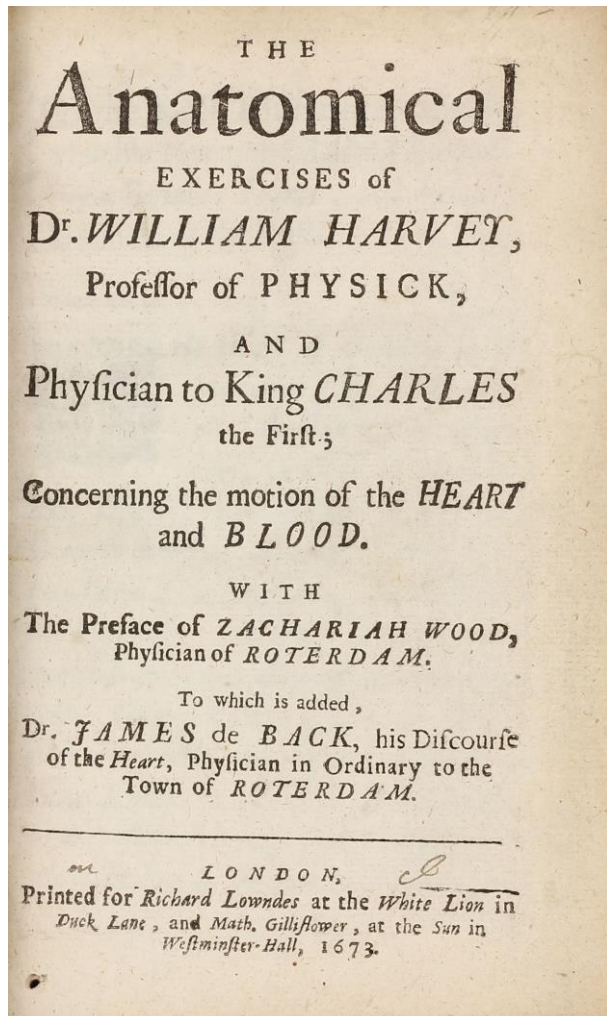 THE
Anatomical
EXERCISES of
Dr. WILLIAM HARVEY,
Profeſſor of PHYSICK,
AND
Phyſician to King CHARLES
the Firſt;
Concerning the motion of the HEART
and BLOOD.
WITH
The Preface of ZACHARIAH WOOD,
Phyſician of ROTERDAM.
To which is added,
Dr. JAMES de BACK, his Diſcourſe
of the Heart, Phyſician in Ordinary to the
Town of ROTERDAM.
LONDON,
Printed for Richard Lowndes at the White Lion in
Duck Lane, and Math. Gilliflower, at the Sun in
Weſtminſter-Hall, 1673.